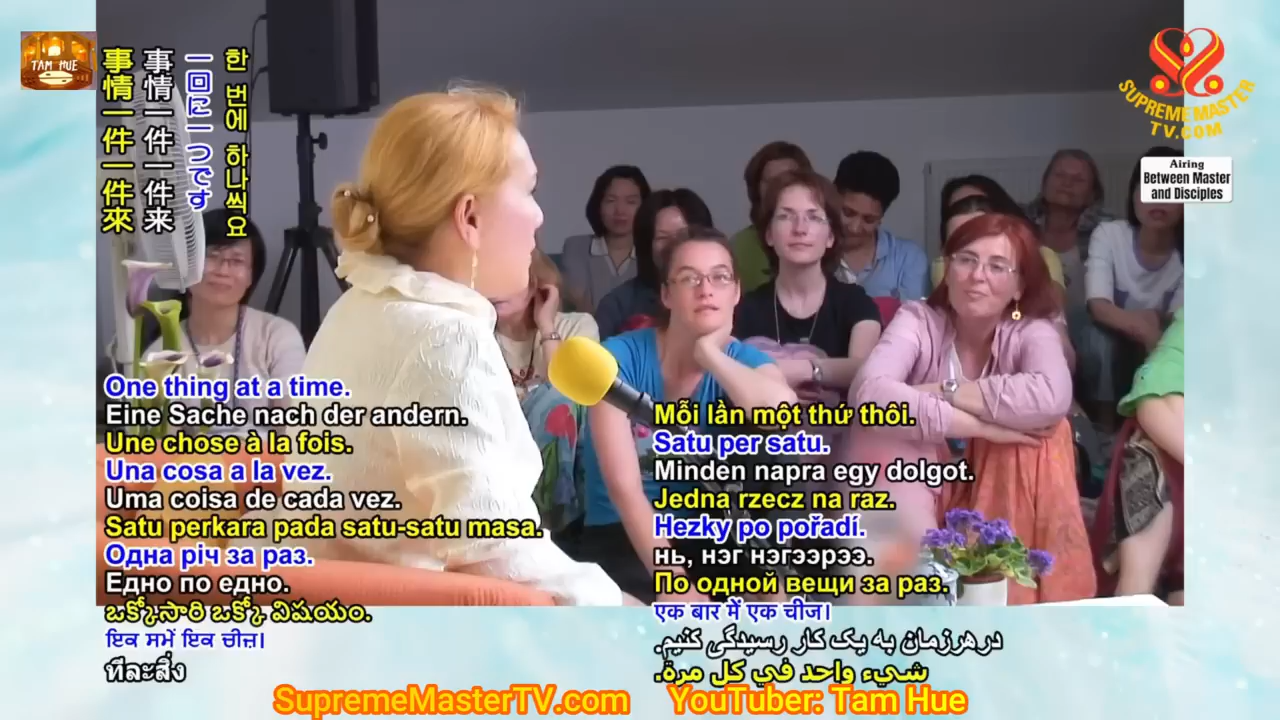 TAM HUE
事情一件一件來
事情一件一件来
一回に一つです
한 번에 하나씩요
SUPREME MASTER
TV.COM
Airing
Between Master
and Disciples
One thing at a time.
Eine Sache nach der andern.
Une chose à la fois.
Una cosa a la vez.
Uma coisa de cada vez.
Satu perkara pada satu-satu masa.
Одна річ за раз.
Едно по едно.
ఒక్కోసారి ఒక్కో విషయం.
ਇਕ ਸਮੇਂ ਇਕ ਚੀਜ਼।
ทีละสิ่ง
Mỗi lần một thứ thôi.
Satu per satu.
Minden napra egy dolgot.
Jedna rzecz na raz.
Hezky po pořadí.
нь, нэг нэгээрээ.
По одной вещи за раз.
एक बार में एक चीज।
درهرزمان به یک کار رسیدگی کنیم.
شيء واحد في كل مرة.
SupremeMasterTV.com
YouTuber: Tam Hue